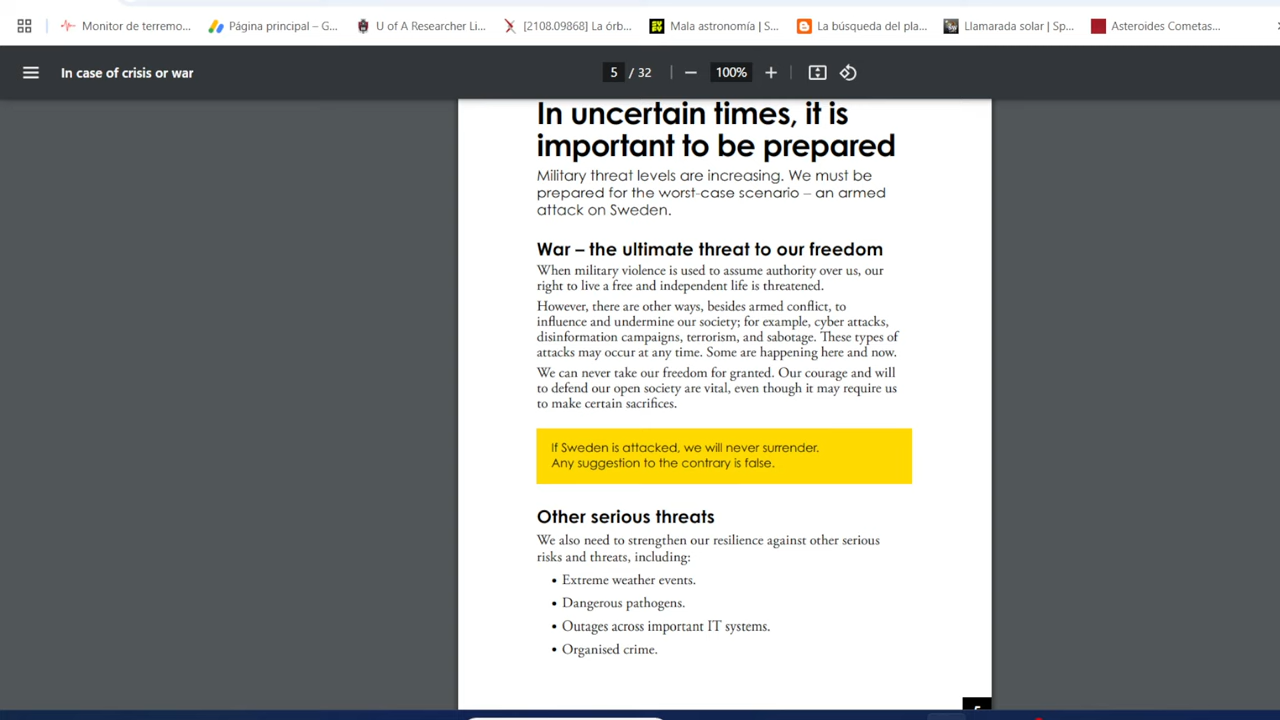 Monitor de terremo...
Página principal – G...
U of A Researcher Li...
[2108.09868] La órb...
Mala astronomía | S...
La búsqueda del pla...
Llamarada solar | Sp...
Asteroides Cometas...
In case of crisis or war
5 / 32
100%
In uncertain times, it is
important to be prepared
Military threat levels are increasing. We must be
prepared for the worst-case scenario – an armed
attack on Sweden.
War – the ultimate threat to our freedom
When military violence is used to assume authority over us, our
right to live a free and independent life is threatened.
However, there are other ways, besides armed conflict, to
influence and undermine our society; for example, cyber attacks,
disinformation campaigns, terrorism, and sabotage. These types of
attacks may occur at any time. Some are happening here and now.
We can never take our freedom for granted. Our courage and will
to defend our open society are vital, even though it may require us
to make certain sacrifices.
If Sweden is attacked, we will never surrender.
Any suggestion to the contrary is false.
Other serious threats
We also need to strengthen our resilience against other serious
risks and threats, including:
• Extreme weather events.
• Dangerous pathogens.
• Outages across important IT systems.
• Organised crime.